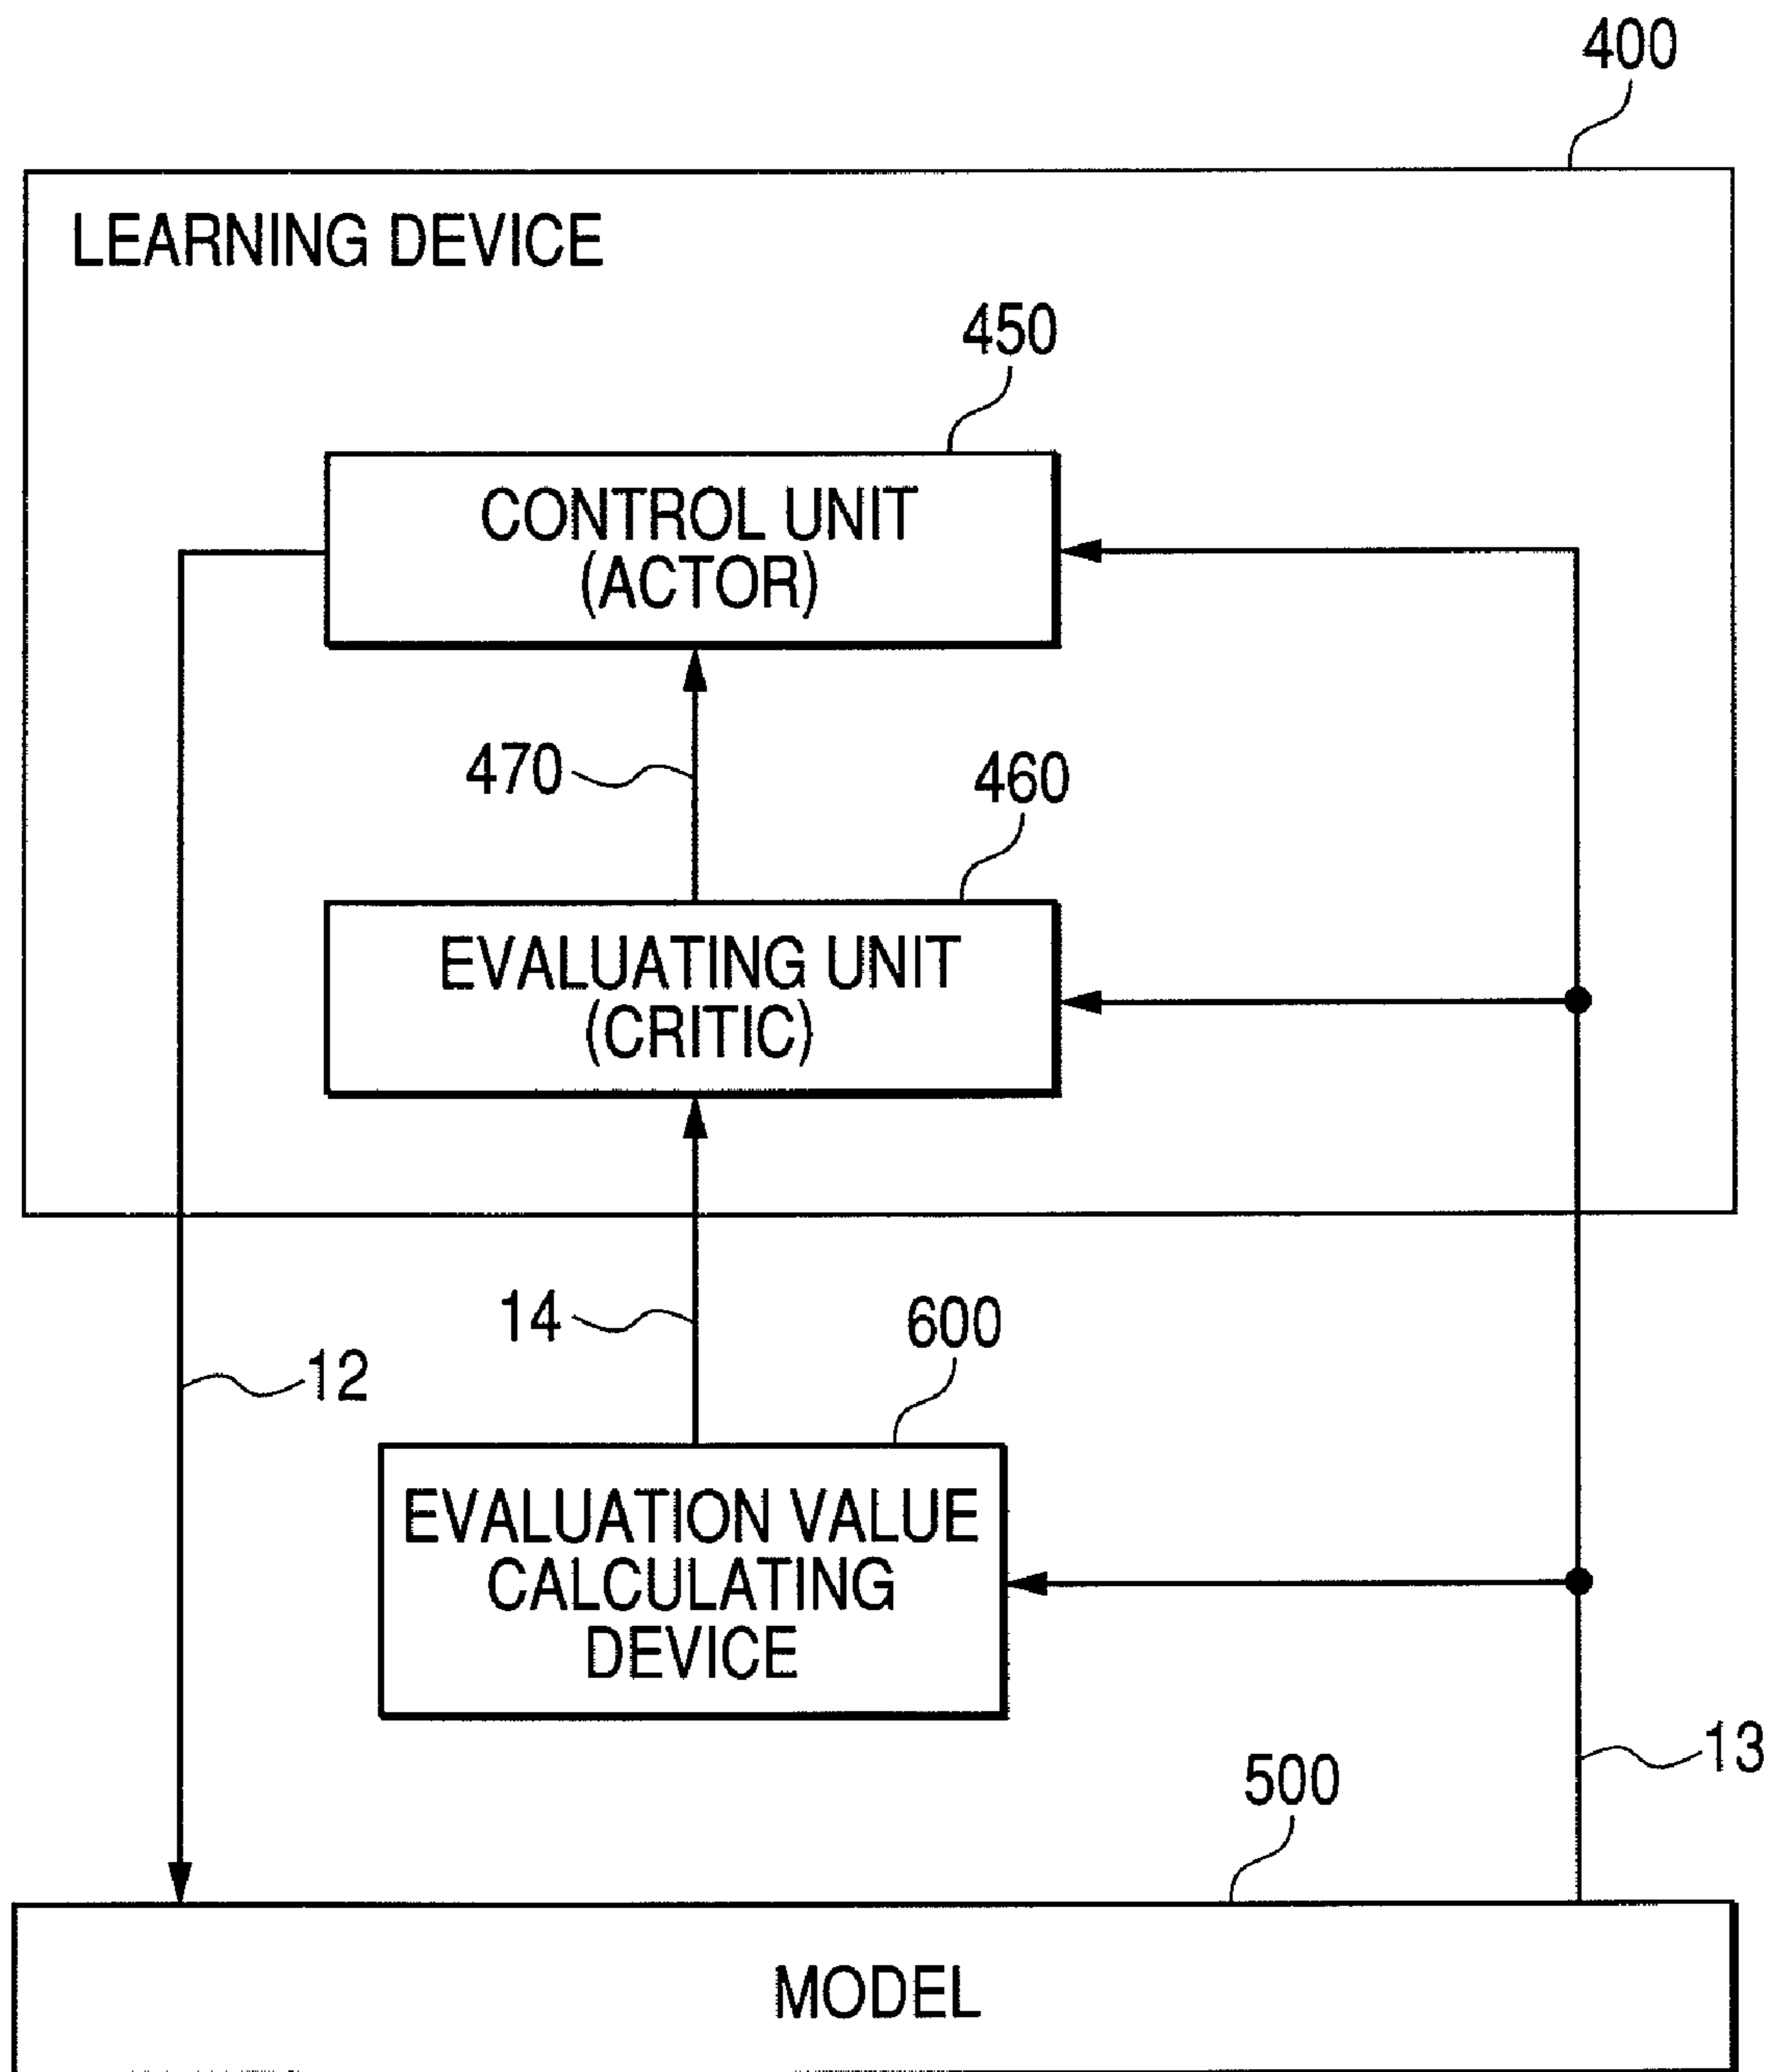 400
LEARNING DEVICE
450
CONTROL UNIT
(ACTOR)
470
460
EVALUATING UNIT
(CRITIC)
14
600
12
EVALUATION VALUE
CALCULATING
DEVICE
13
500
MODEL